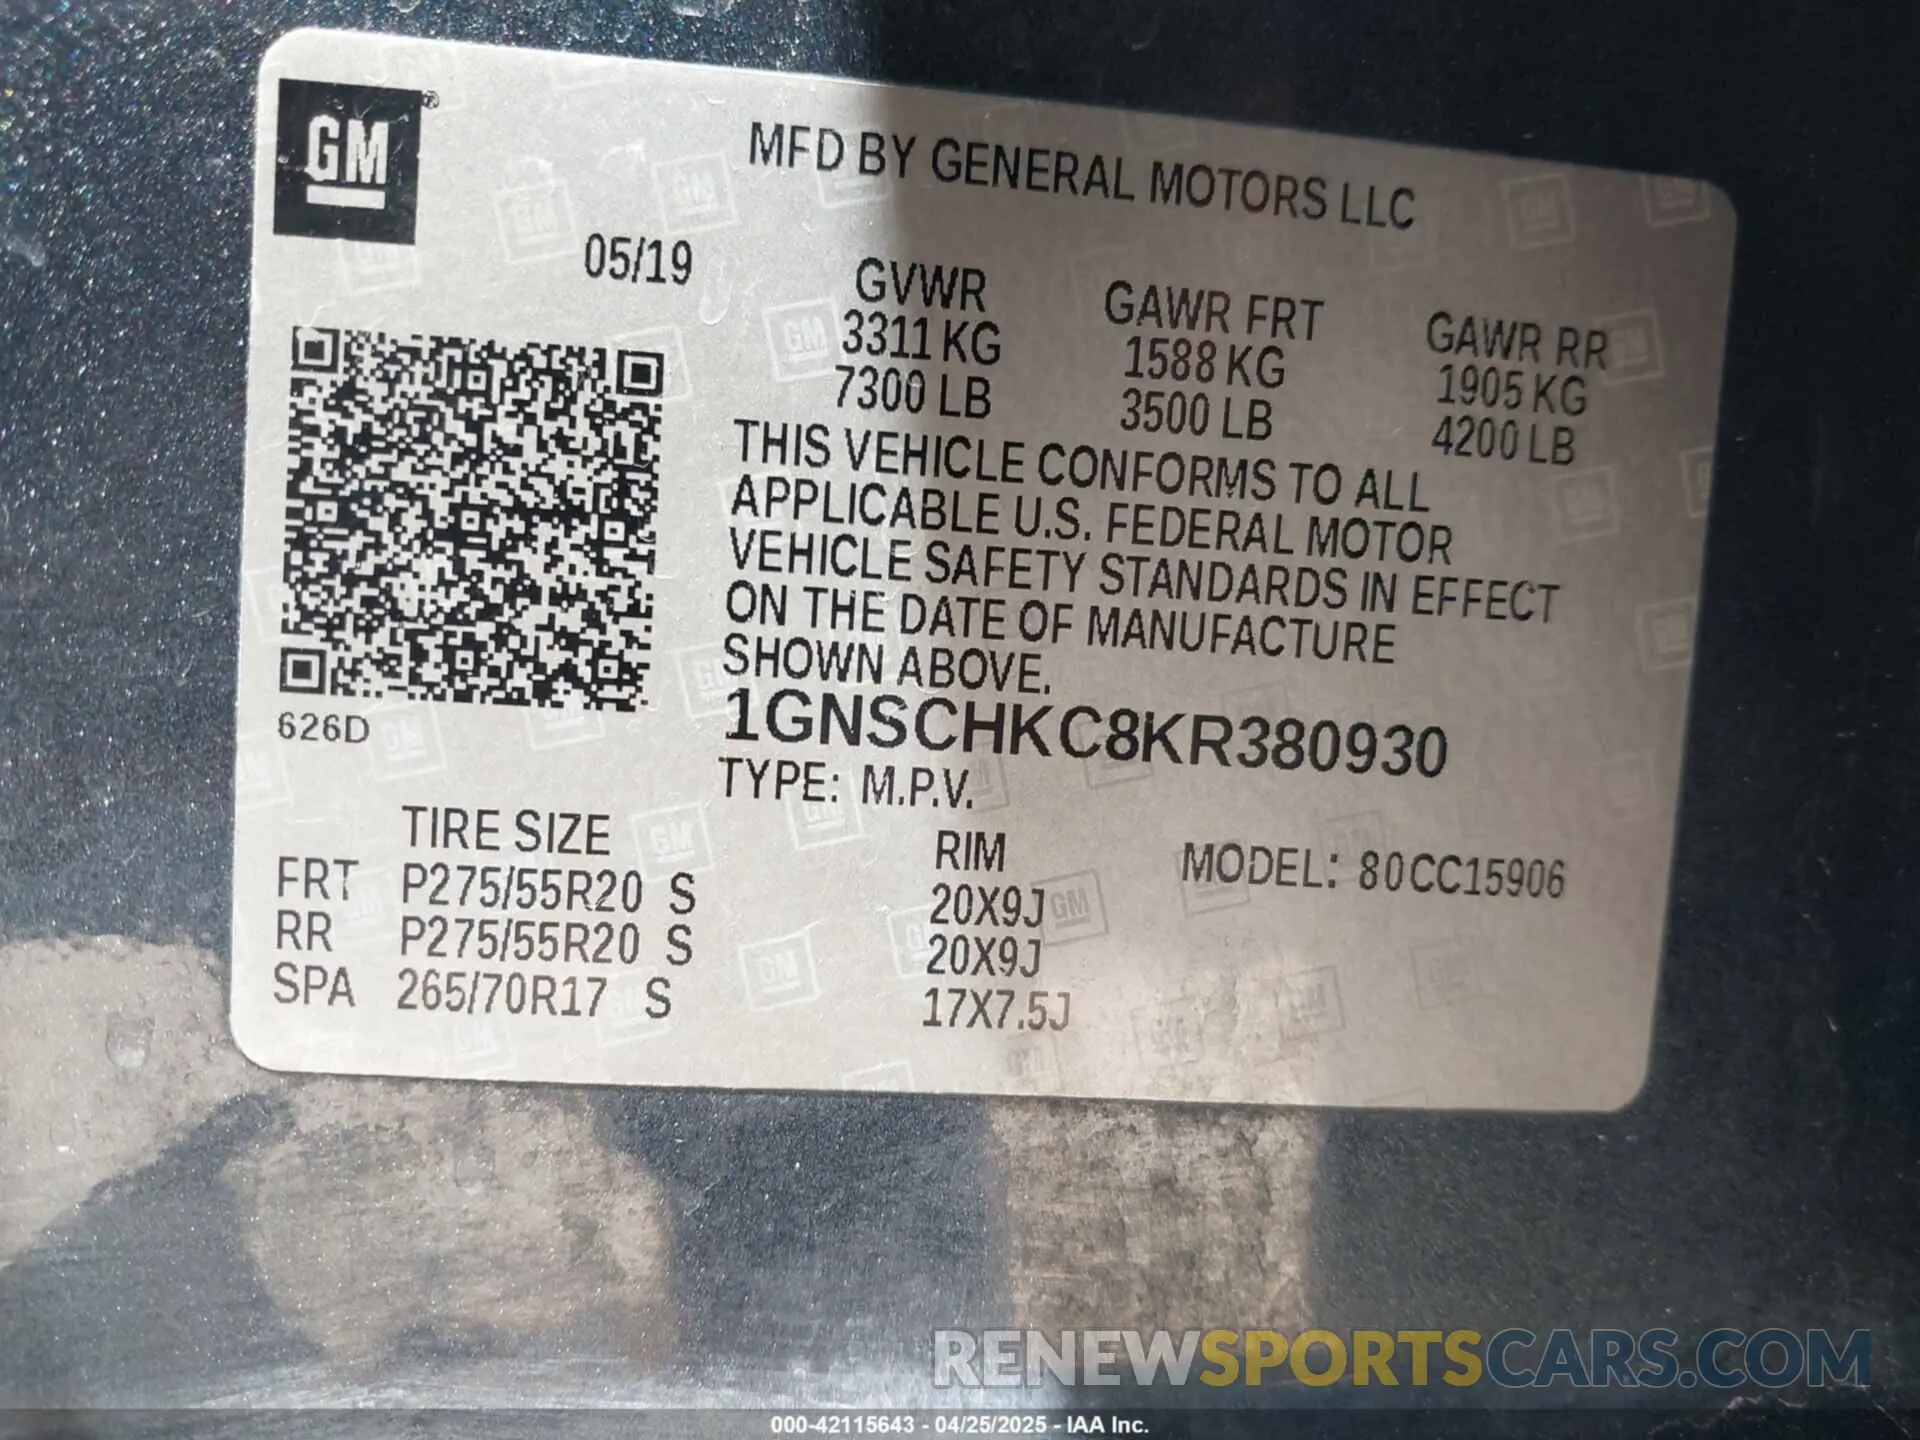 GM®
MFD BY GENERAL MOTORS LLC
05/19
GVWR GAWR FRT GAWR RR
3311 KG 1588 KG 1905 KG
7300 LB 3500 LB 4200 LB
THIS VEHICLE CONFORMS TO ALL
APPLICABLE U.S. FEDERAL MOTOR
VEHICLE SAFETY STANDARDS IN EFFECT
ON THE DATE OF MANUFACTURE
SHOWN ABOVE.
626D
1GNSCHKC8KR380930
TYPE: M.P.V.
TIRE SIZE RIM MODEL: 80CC15906
FRT P275/55R20 S 20X9J
RR P275/55R20 S 20X9J
SPA 265/70R17 S 17X7.5J
RENEWSPORTSCARS.COM
000-42115643 - 04/25/2025 - IAA Inc.